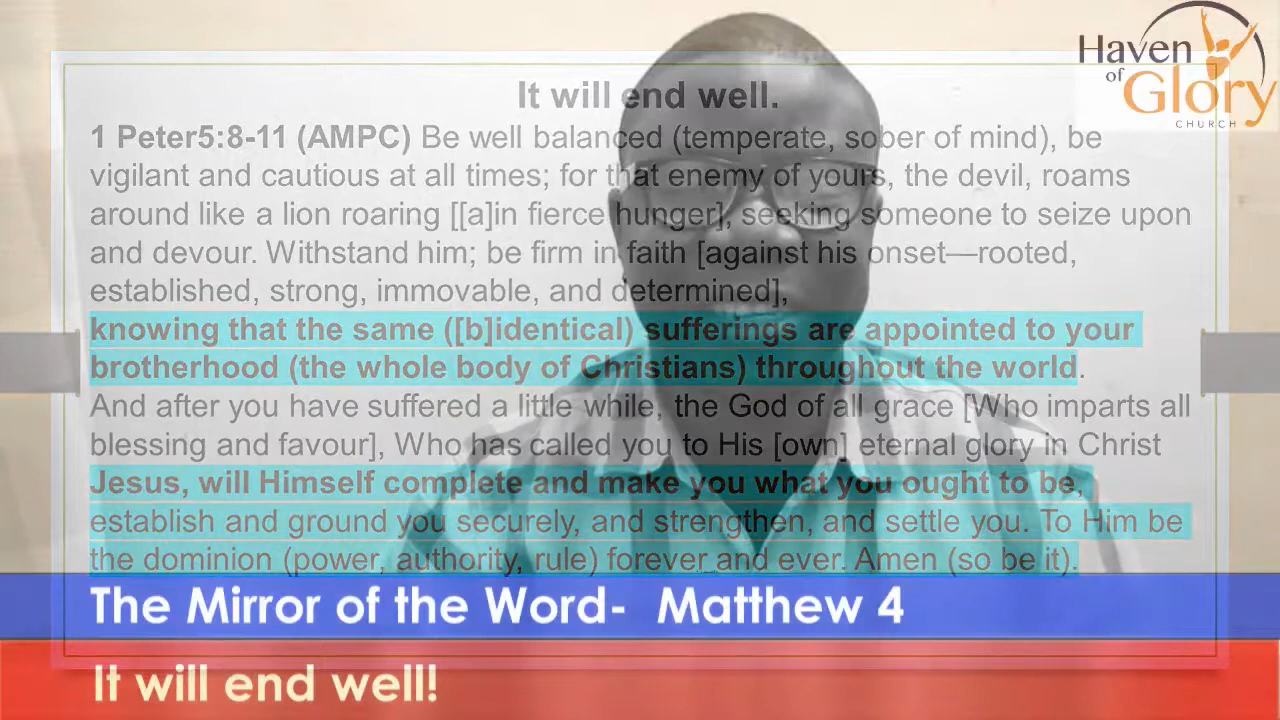 Haven
of
Glory
CHURCH
It will end well.
1 Peter5:8-11 (AMPC) Be well balanced (temperate, sober of mind), be
vigilant and cautious at all times; for that enemy of yours, the devil, roams
around like a lion roaring [[a]in fierce hunger], seeking someone to seize upon
and devour. Withstand him; be firm in faith [against his onset—rooted,
established, strong, immovable, and determined],
knowing that the same ([b]identical) sufferings are appointed to your
brotherhood (the whole body of Christians) throughout the world.
And after you have suffered a little while, the God of all grace [Who imparts all
blessing and favour], Who has called you to His [own] eternal glory in Christ
Jesus, will Himself complete and make you what you ought to be,
establish and ground you securely, and strengthen, and settle you. To Him be
the dominion (power, authority, rule) forever and ever. Amen (so be it).
The Mirror of the Word- Matthew 4
It will end well!